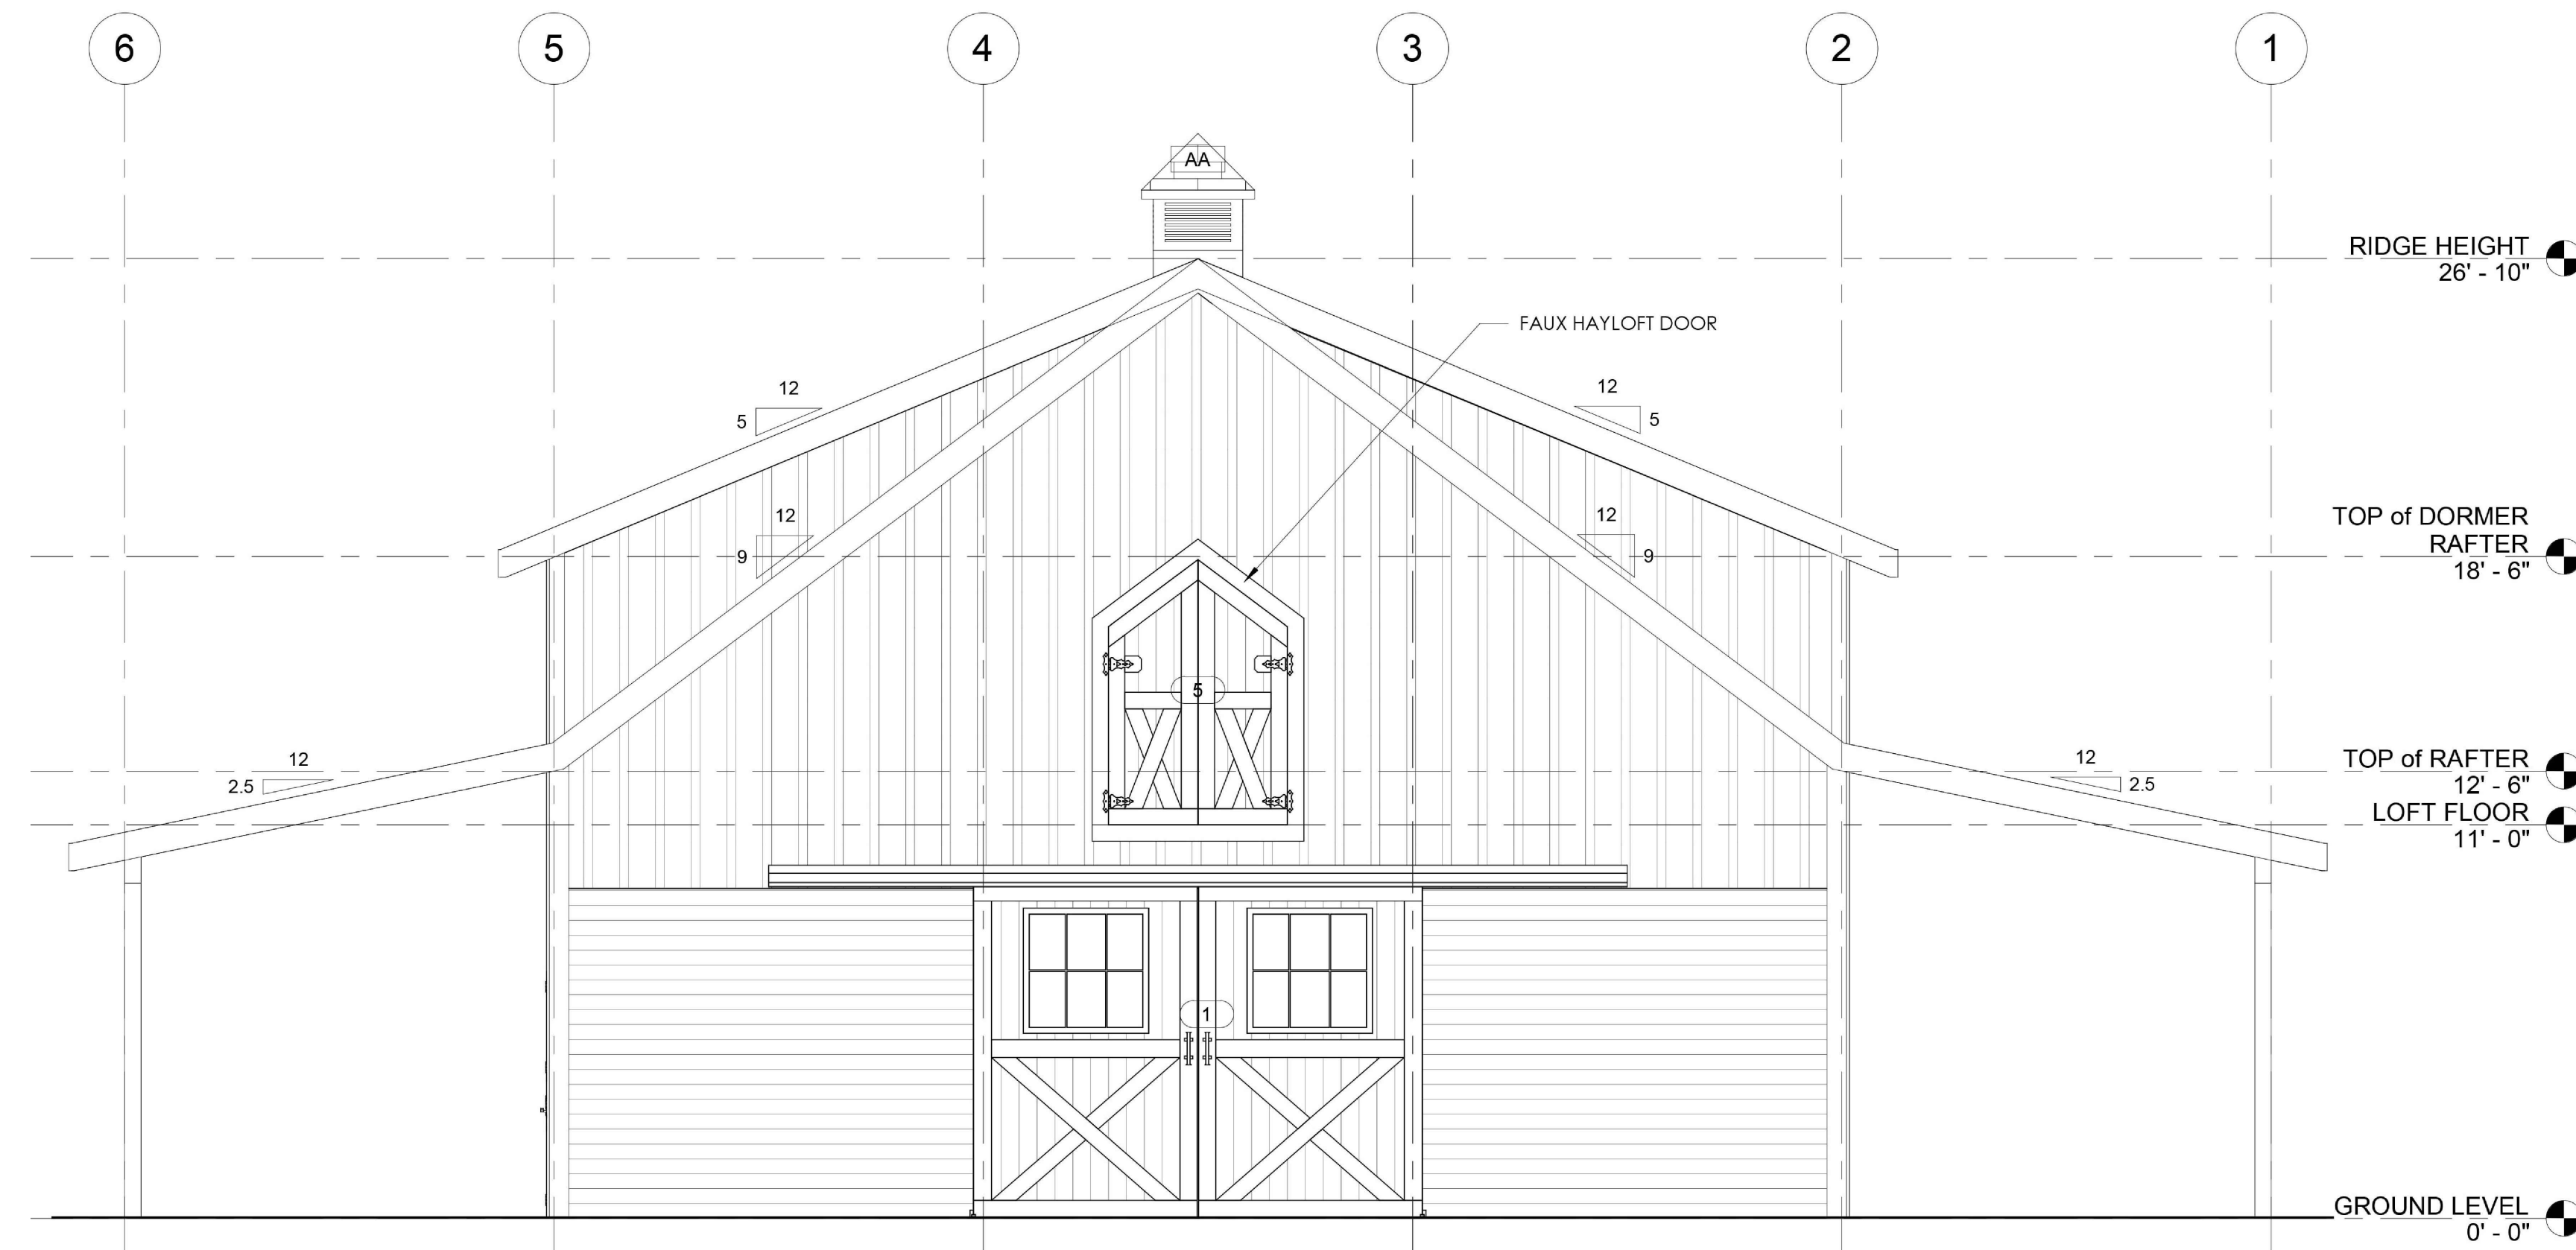 6 5 4 3 2 1
AA
RIDGE HEIGHT
26' - 10"
FAUX HAYLOFT DOOR
12
5
12
5
12
9
12
9
TOP of DORMER
RAFTER
18' - 6"
5
12
2.5
12
2.5
TOP of RAFTER
12' - 6"
LOFT FLOOR
11' - 0"
1
GROUND LEVEL
0' - 0"